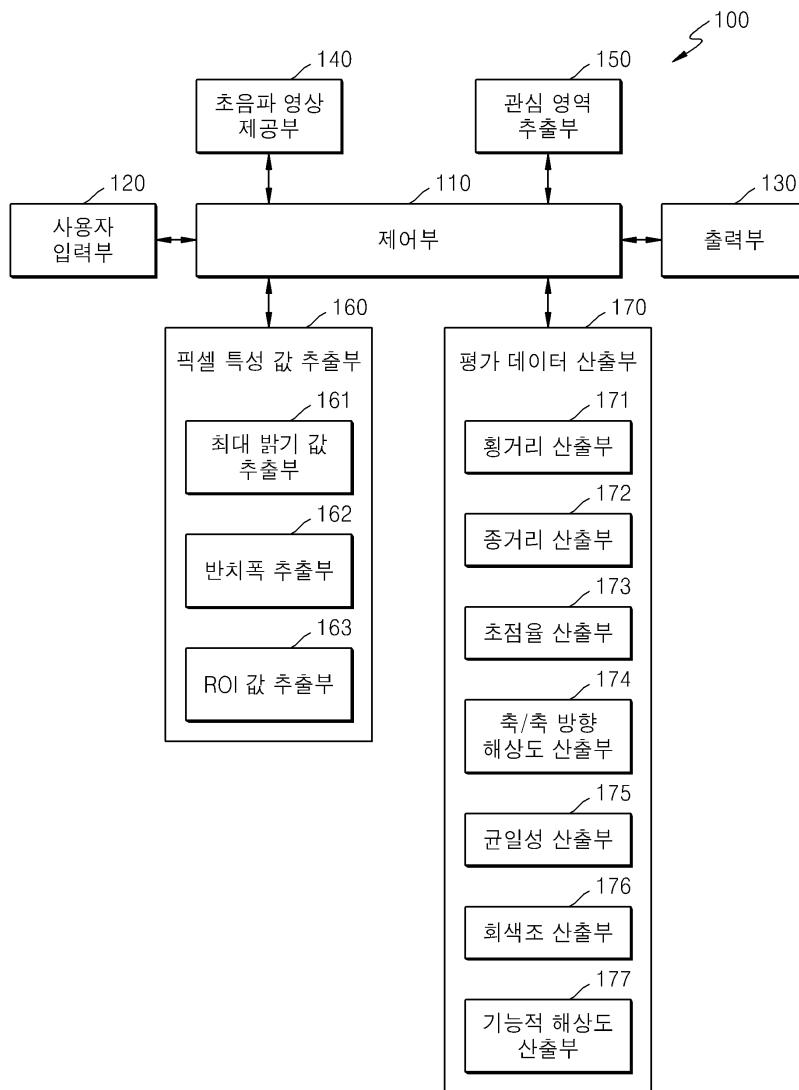 100
140
초음파 영상
제공부
150
관심 영역
추출부
120
사용자
입력부
110
제어부
130
출력부
160
픽셀 특성 값 추출부
161
최대 밝기 값
추출부
162
반치폭 추출부
163
ROI 값 추출부
170
평가 데이터 산출부
171
횡거리 산출부
172
종거리 산출부
173
초점율 산출부
174
축/축 방향
해상도 산출부
175
균일성 산출부
176
회색조 산출부
177
기능적 해상도
산출부